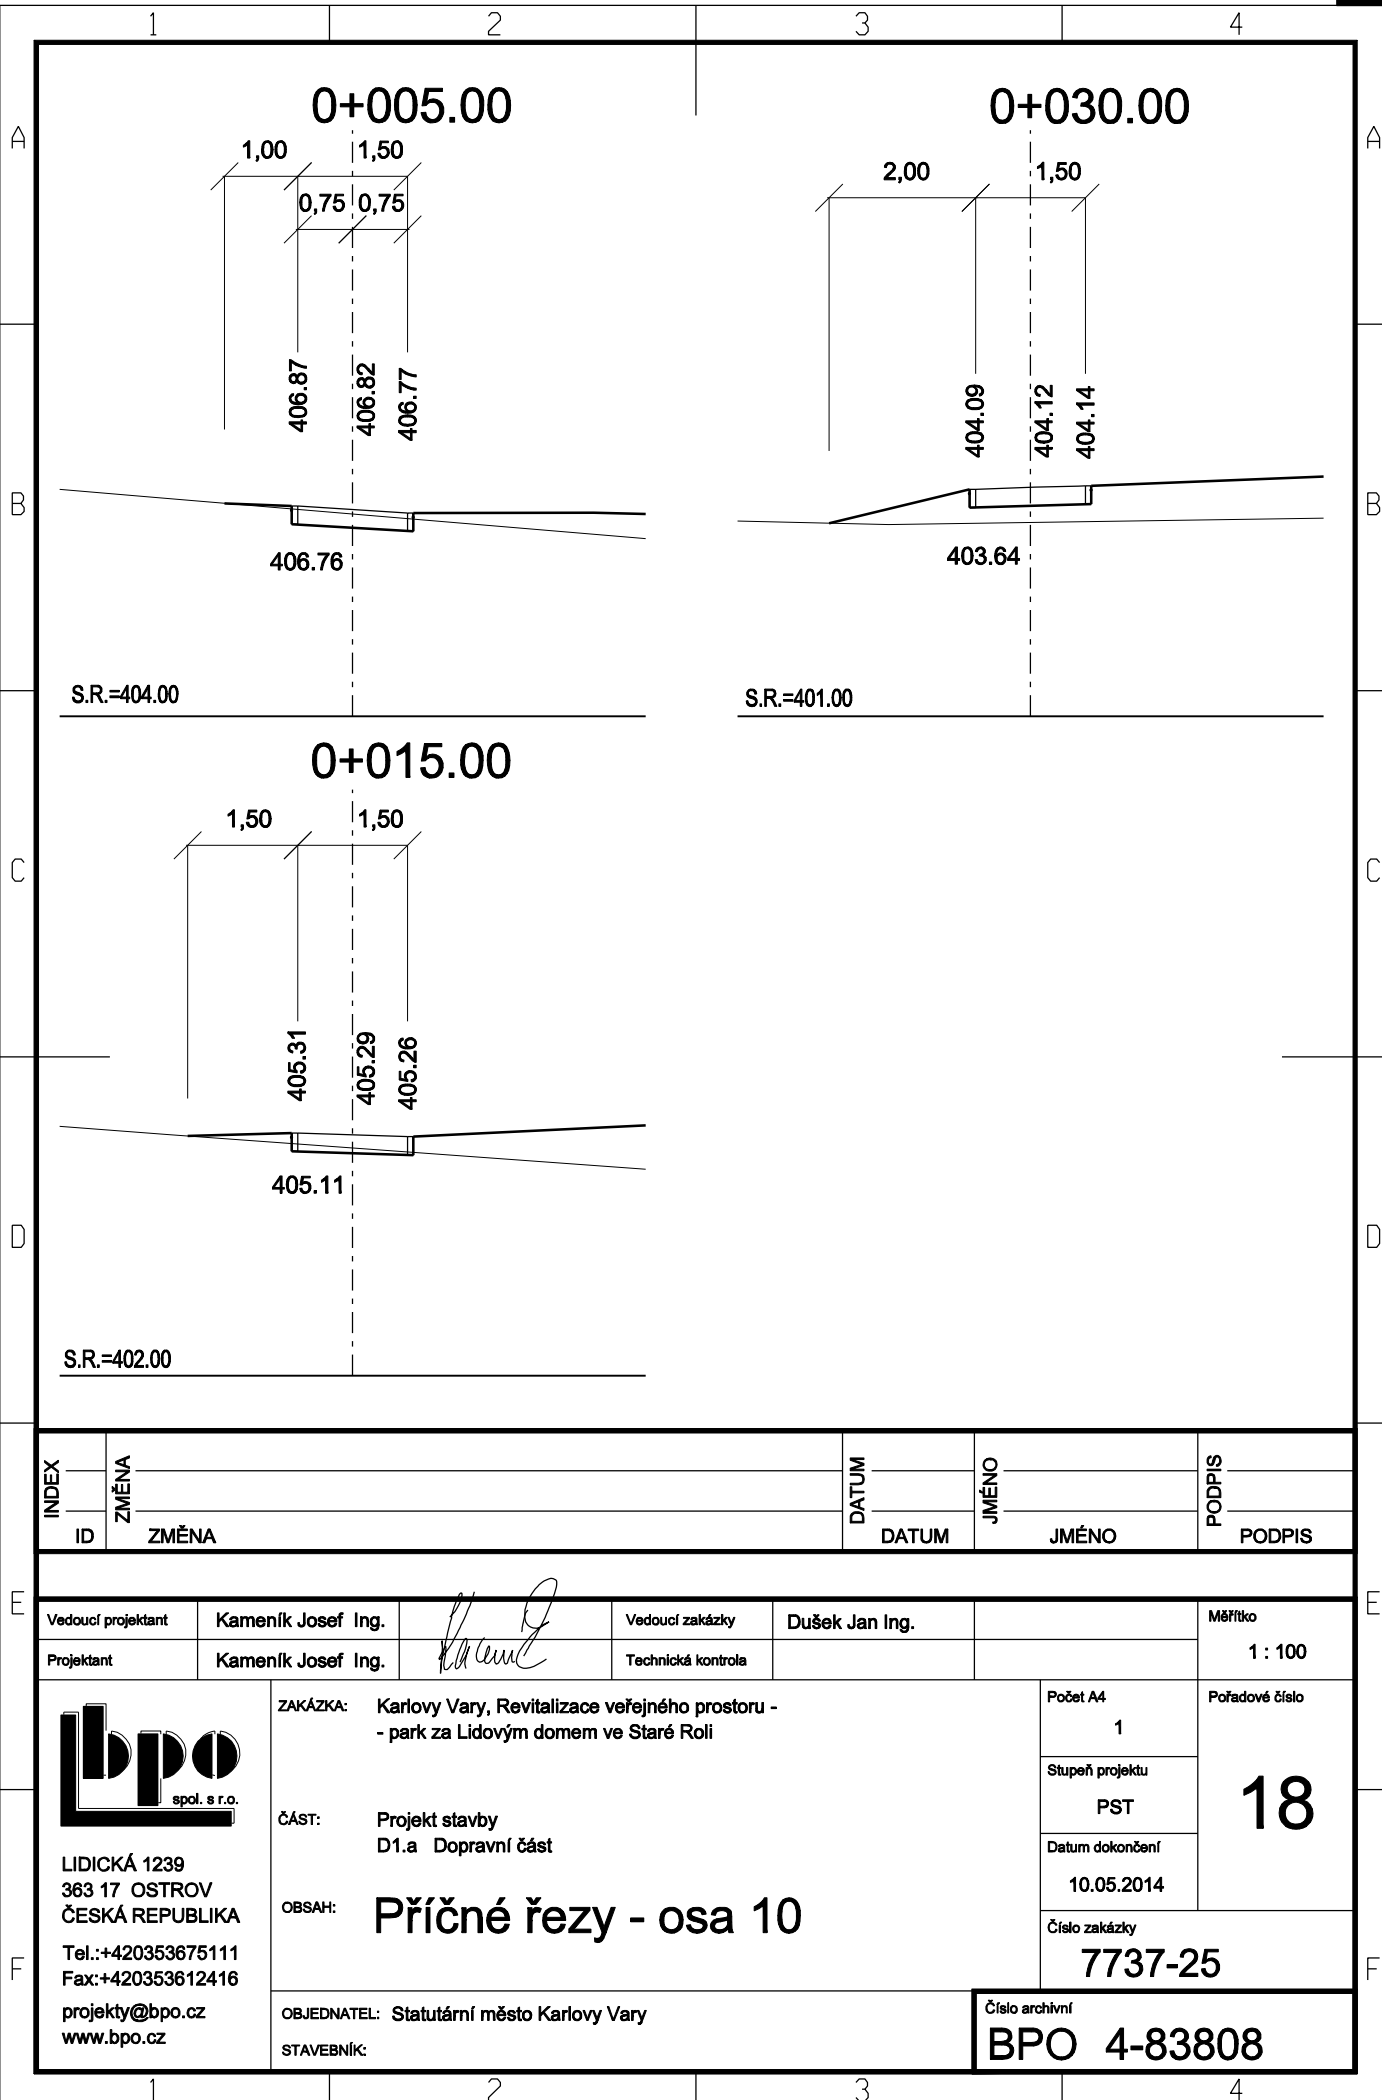 1 2 3 4
A A
B B
C C
D D
E E
F F
0+005.00
1,00 1,50
0,75 0,75
406.87
406.82
406.77
406.76
S.R.=404.00
0+030.00
2,00 1,50
404.09
404.12
404.14
403.64
S.R.=401.00
0+015.00
1,50 1,50
405.31
405.29
405.26
405.11
S.R.=402.00
INDEX ZMĚNA DATUM JMÉNO PODPIS
ID ZMĚNA DATUM JMÉNO PODPIS
Vedoucí projektant Kameník Josef Ing. Vedoucí zakázky Dušek Jan Ing.
Projektant Kameník Josef Ing. Technická kontrola
Měřítko
1 : 100
bpo
spol. s r.o.
LIDICKÁ 1239
363 17 OSTROV
ČESKÁ REPUBLIKA
Tel.:+420353675111
Fax:+420353612416
projekty@bpo.cz
www.bpo.cz
ZAKÁZKA: Karlovy Vary, Revitalizace veřejného prostoru -
- park za Lidovým domem ve Staré Roli
ČÁST: Projekt stavby
D1.a Dopravní část
OBSAH: Příčné řezy - osa 10
OBJEDNATEL: Statutární město Karlovy Vary
STAVEBNÍK:
Počet A4
1
Stupeň projektu
PST
Datum dokončení
10.05.2014
Pořadové číslo
18
Číslo zakázky
7737-25
Číslo archivní
BPO 4-83808
1 2 3 4